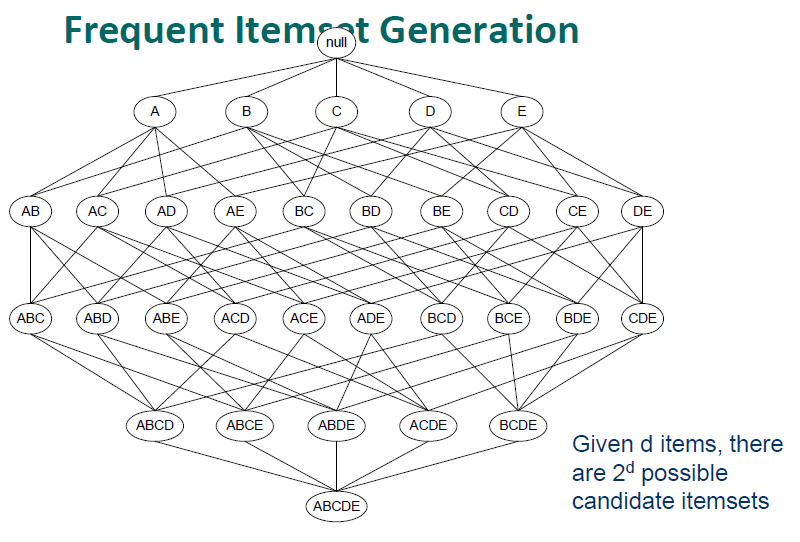 Frequent Itemset Generation
null
A B C D E
AB AC AD AE BC BD BE CD CE DE
ABC ABD ABE ACD ACE ADE BCD BCE BDE CDE
ABCD ABCE ABDE ACDE BCDE
ABCDE
Given d items, there
are 2ᵈ possible
candidate itemsets